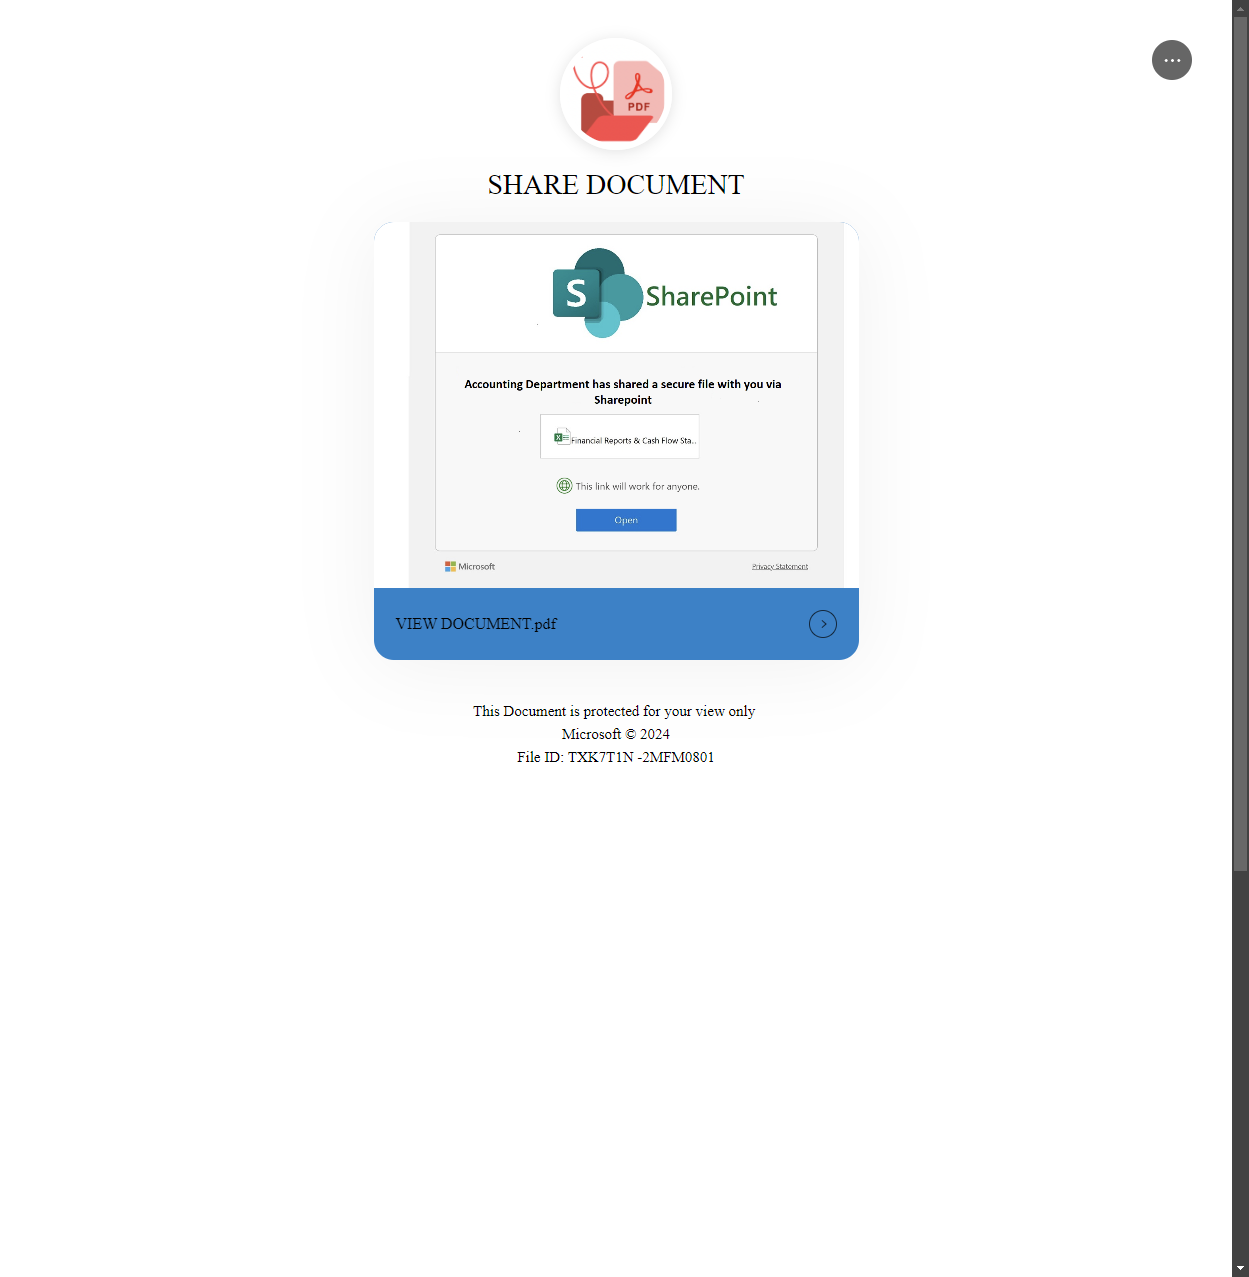 PDF
SHARE DOCUMENT
S
SharePoint
Accounting Department has shared a secure file with you via
Sharepoint
X
Financial Reports & Cash Flow Sta...
This link will work for anyone.
Open
Microsoft
Privacy Statement
VIEW DOCUMENT.pdf
This Document is protected for your view only
Microsoft © 2024
File ID: TXK7T1N -2MFM0801